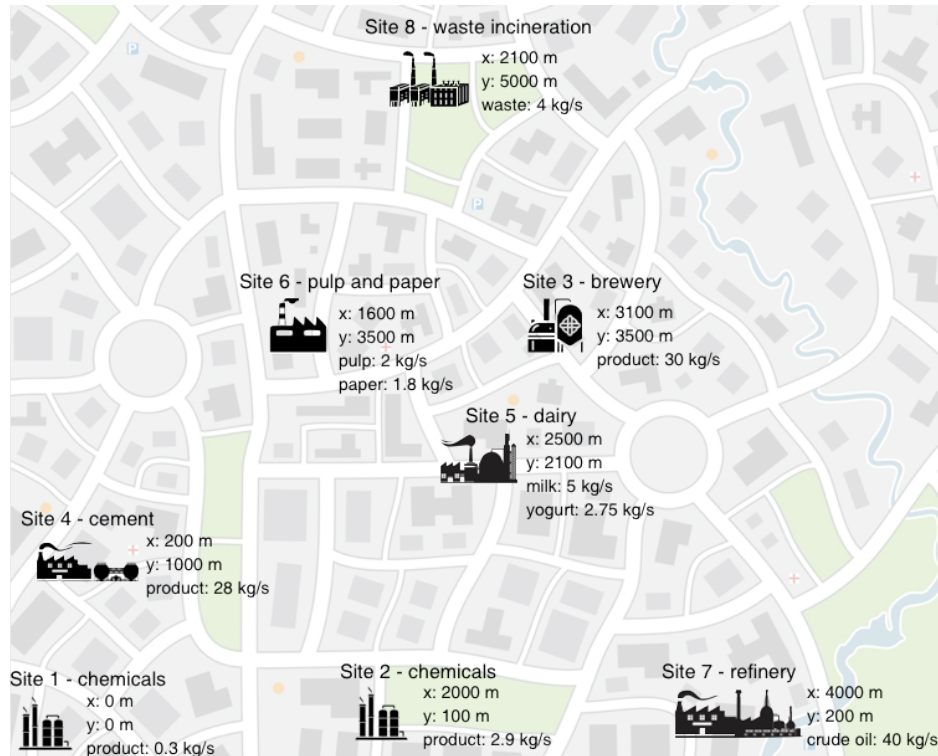 Site 8 - waste incineration
x: 2100 m
y: 5000 m
waste: 4 kg/s
P
P
Site 6 - pulp and paper
x: 1600 m
y: 3500 m
pulp: 2 kg/s
paper: 1.8 kg/s
Site 3 - brewery
x: 3100 m
y: 3500 m
product: 30 kg/s
Site 5 - dairy
x: 2500 m
y: 2100 m
milk: 5 kg/s
yogurt: 2.75 kg/s
Site 4 - cement
x: 200 m
y: 1000 m
product: 28 kg/s
Site 1 - chemicals
x: 0 m
y: 0 m
product: 0.3 kg/s
Site 2 - chemicals
x: 2000 m
y: 100 m
product: 2.9 kg/s
Site 7 - refinery
x: 4000 m
y: 200 m
crude oil: 40 kg/s